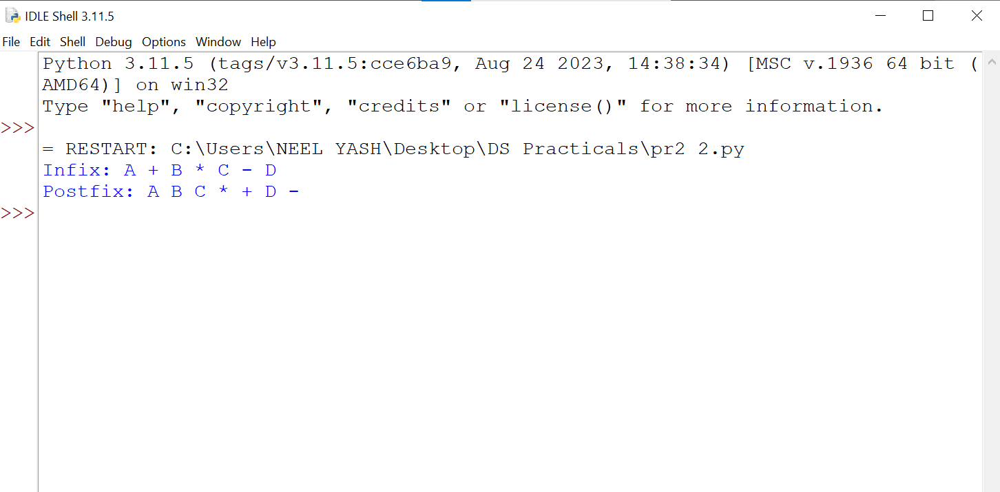 IDLE Shell 3.11.5
File Edit Shell Debug Options Window Help
Python 3.11.5 (tags/v3.11.5:cce6ba9, Aug 24 2023, 14:38:34) [MSC v.1936 64 bit (
AMD64)] on win32
Type "help", "copyright", "credits" or "license()" for more information.
>>>
= RESTART: C:\Users\NEEL YASH\Desktop\DS Practicals\pr2 2.py
Infix: A + B * C - D
Postfix: A B C * + D -
>>>